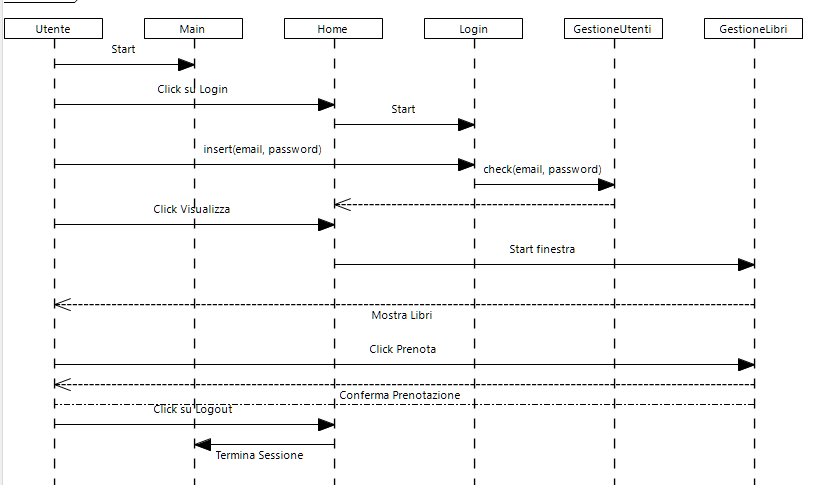 Utente
Main
Home
Login
GestioneUtenti
GestioneLibri
Start
Click su Login
Start
insert(email, password)
check(email, password)
Click Visualizza
Start finestra
Mostra Libri
Click Prenota
Conferma Prenotazione
Click su Logout
Termina Sessione